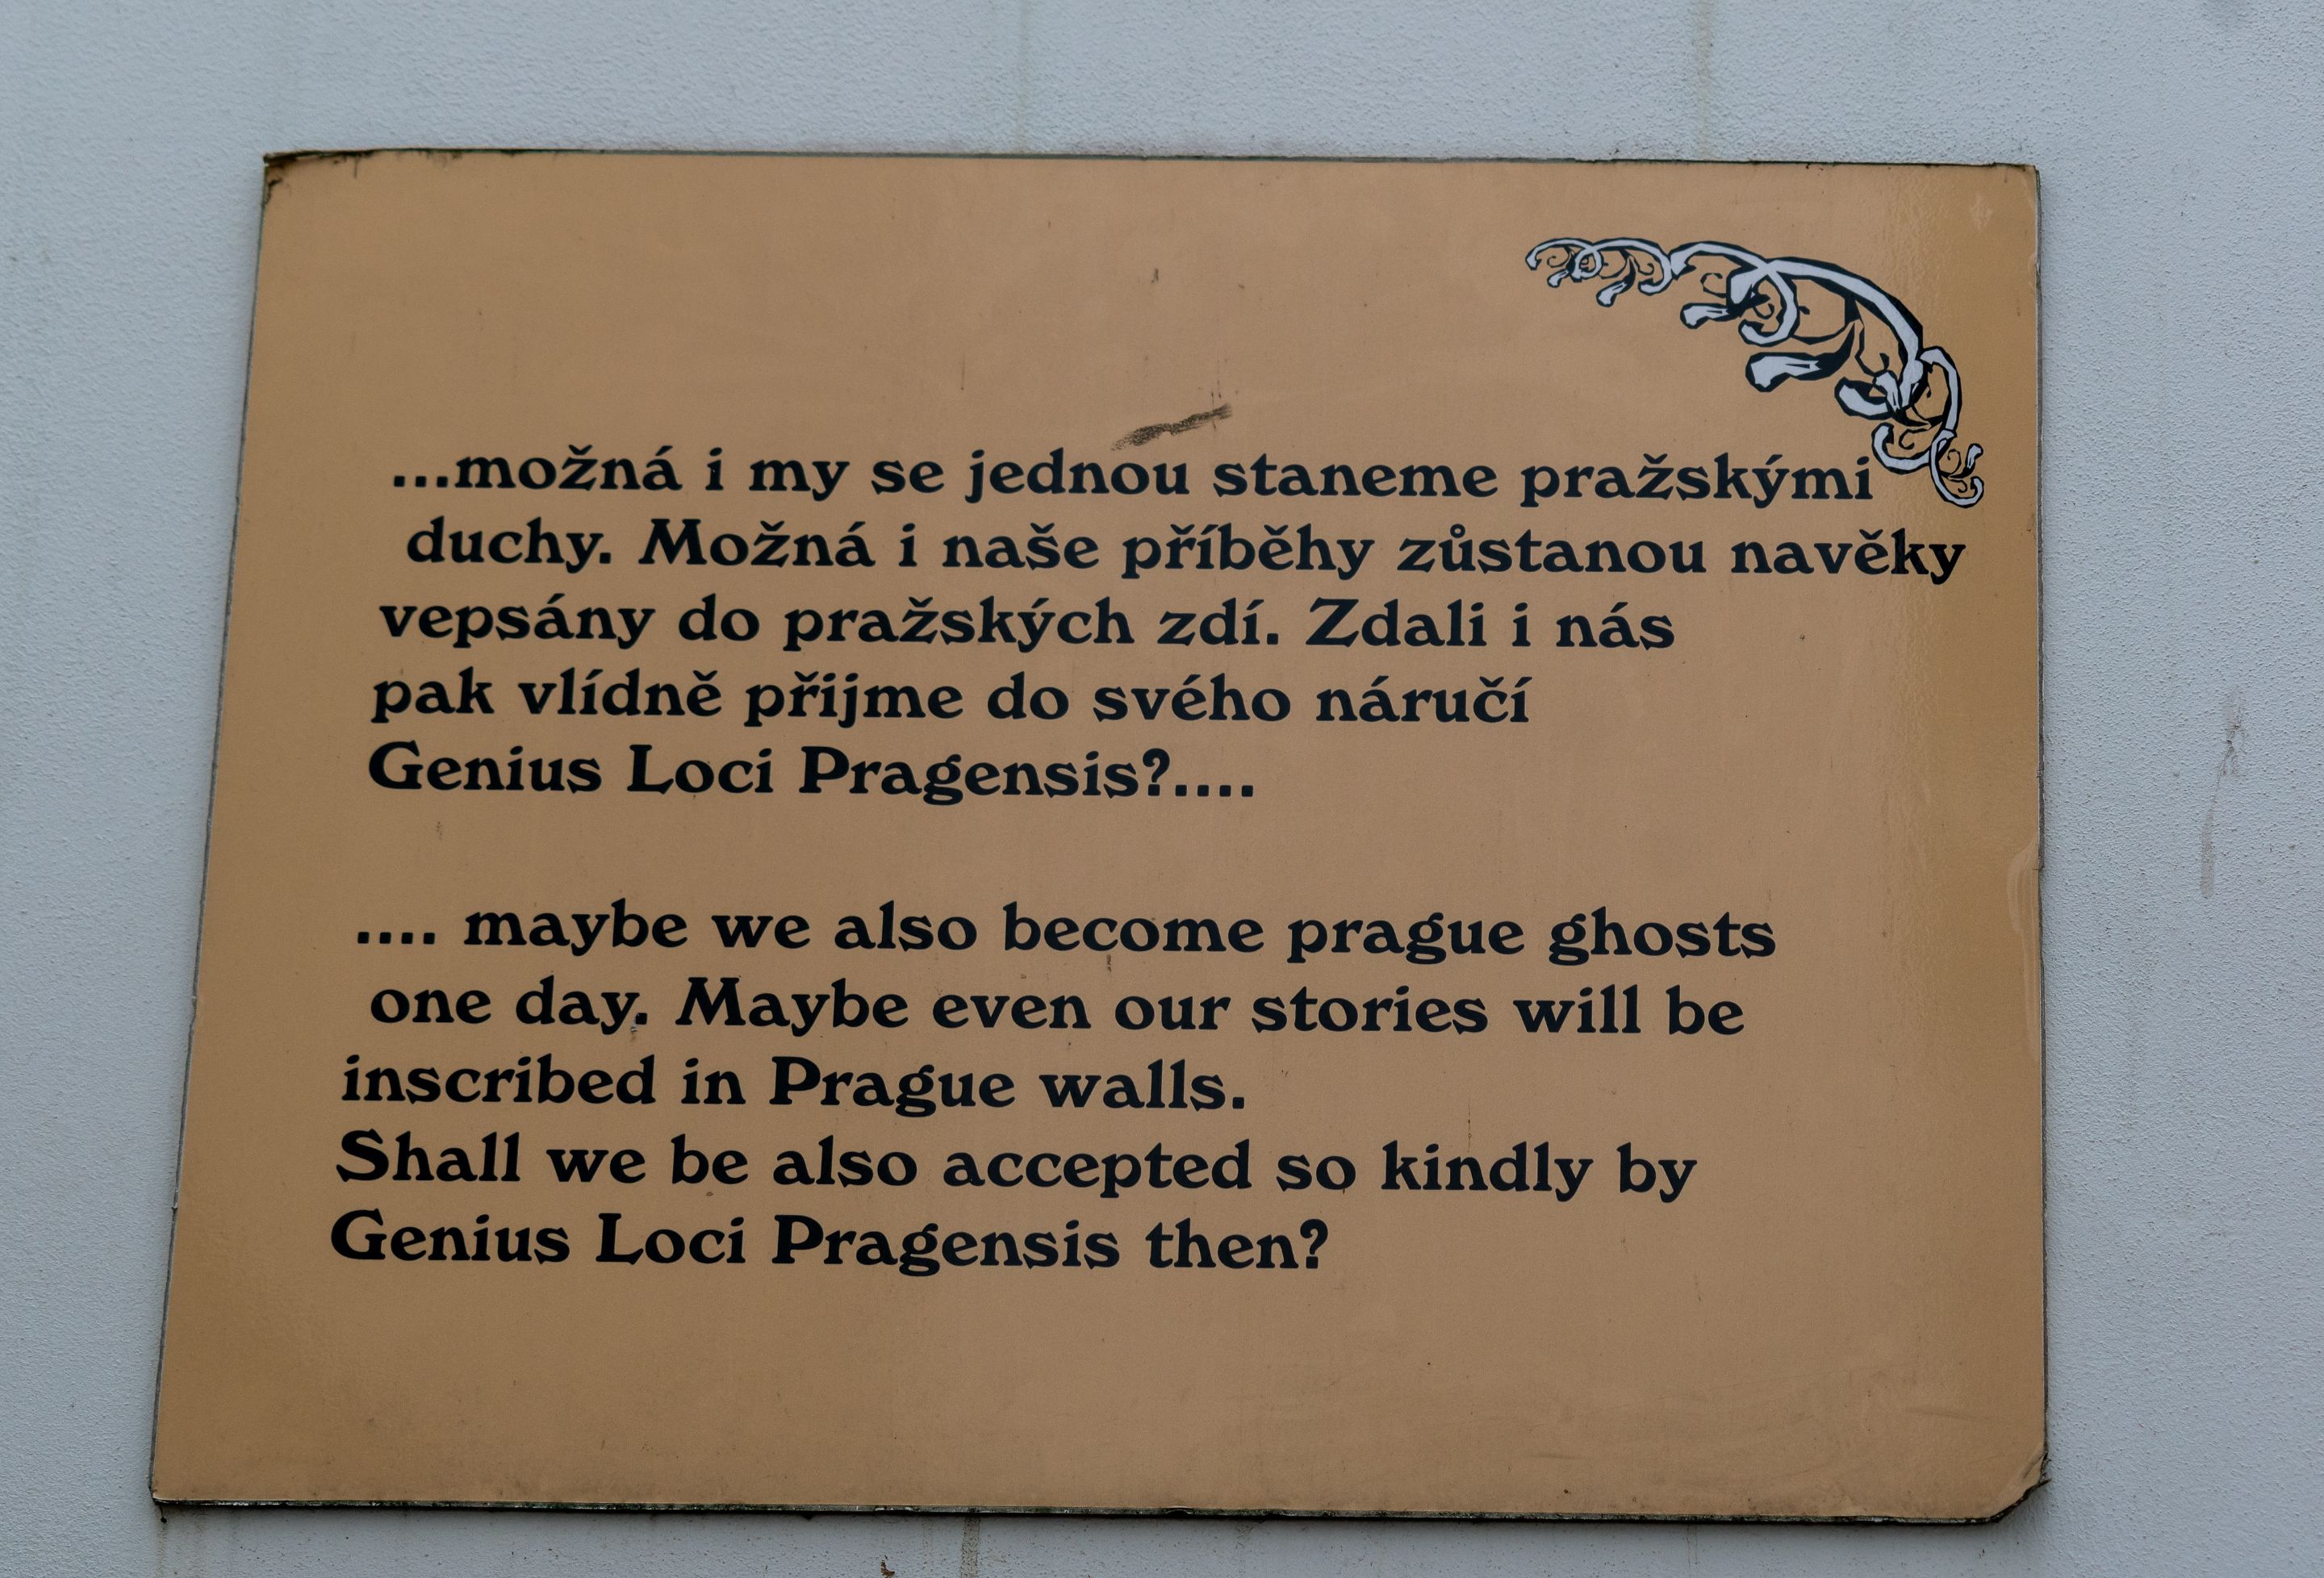 ...možná i my se jednou staneme pražskými
duchy. Možná i naše příběhy zůstanou navěky
vepsány do pražských zdí. Zdali i nás
pak vlídně přijme do svého náručí
Genius Loci Pragensis?....
.... maybe we also become prague ghosts
one day. Maybe even our stories will be
inscribed in Prague walls.
Shall we be also accepted so kindly by
Genius Loci Pragensis then?